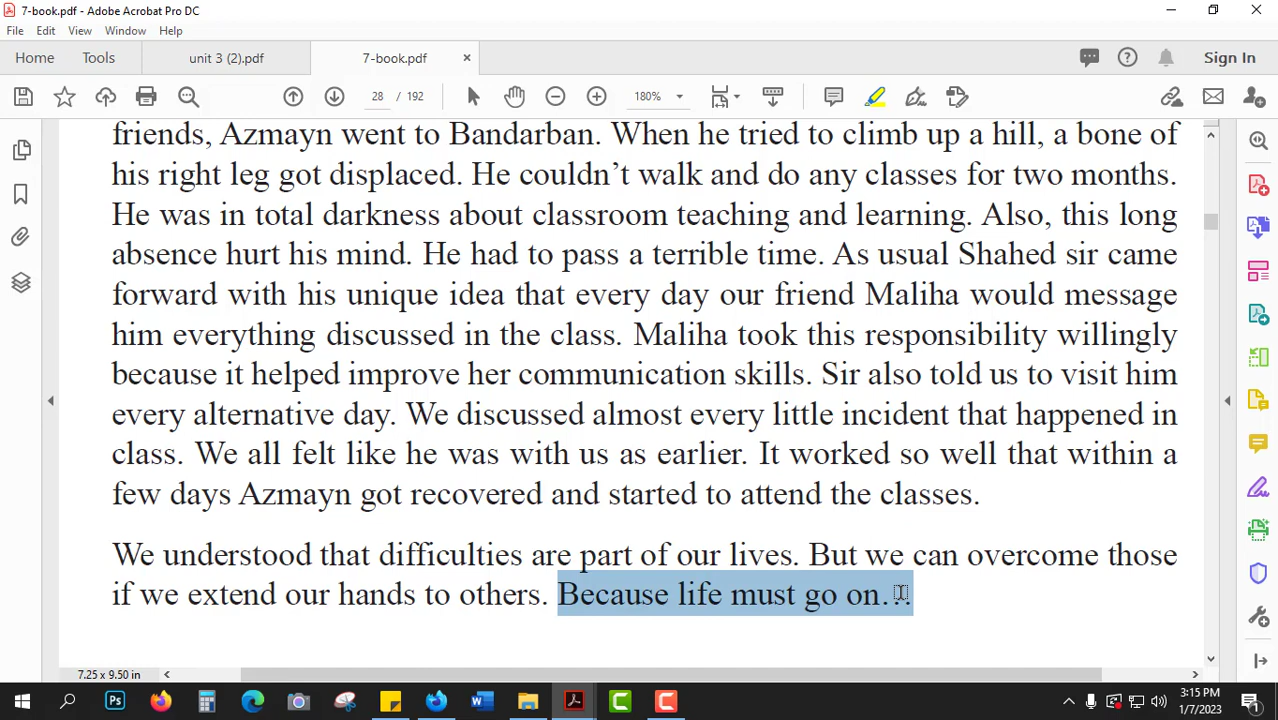 7-book.pdf - Adobe Acrobat Pro DC
File Edit View Window Help
Home Tools unit 3 (2).pdf 7-book.pdf × Sign In
28 / 192 180%
friends, Azmayn went to Bandarban. When he tried to climb up a hill, a bone of
his right leg got displaced. He couldn’t walk and do any classes for two months.
He was in total darkness about classroom teaching and learning. Also, this long
absence hurt his mind. He had to pass a terrible time. As usual Shahed sir came
forward with his unique idea that every day our friend Maliha would message
him everything discussed in the class. Maliha took this responsibility willingly
because it helped improve her communication skills. Sir also told us to visit him
every alternative day. We discussed almost every little incident that happened in
class. We all felt like he was with us as earlier. It worked so well that within a
few days Azmayn got recovered and started to attend the classes.
We understood that difficulties are part of our lives. But we can overcome those
if we extend our hands to others. Because life must go on…
7.25 x 9.50 in
Ps
3:15 PM
1/7/2023